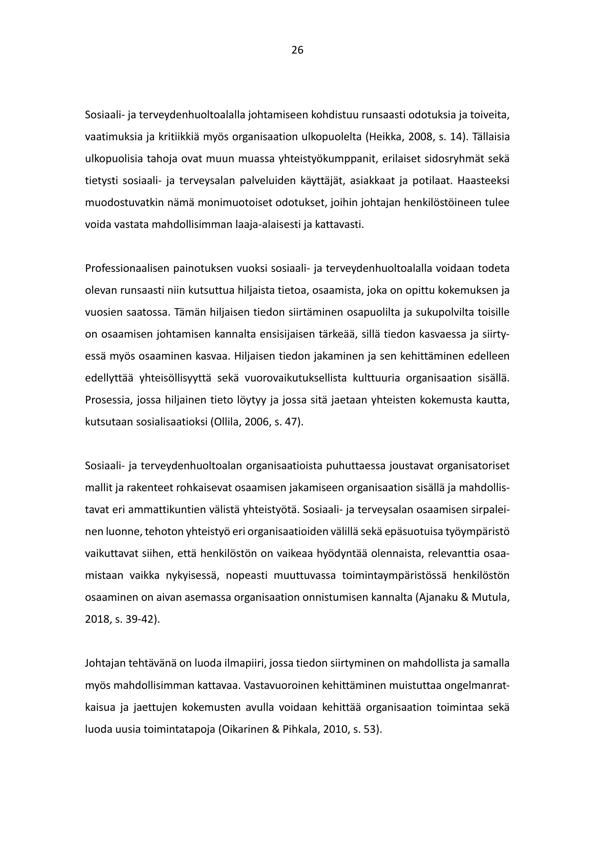 26
Sosiaali- ja terveydenhuoltoalalla johtamiseen kohdistuu runsaasti odotuksia ja toiveita,
vaatimuksia ja kritiikkiä myös organisaation ulkopuolelta (Heikka, 2008, s. 14). Tällaisia
ulkopuolisia tahoja ovat muun muassa yhteistyökumppanit, erilaiset sidosryhmät sekä
tietysti sosiaali- ja terveysalan palveluiden käyttäjät, asiakkaat ja potilaat. Haasteeksi
muodostuvatkin nämä monimuotoiset odotukset, joihin johtajan henkilöstöineen tulee
voida vastata mahdollisimman laaja-alaisesti ja kattavasti.
Professionaalisen painotuksen vuoksi sosiaali- ja terveydenhuoltoalalla voidaan todeta
olevan runsaasti niin kutsuttua hiljaista tietoa, osaamista, joka on opittu kokemuksen ja
vuosien saatossa. Tämän hiljaisen tiedon siirtäminen osapuolilta ja sukupolvilta toisille
on osaamisen johtamisen kannalta ensisijaisen tärkeää, sillä tiedon kasvaessa ja siirty-
essä myös osaaminen kasvaa. Hiljaisen tiedon jakaminen ja sen kehittäminen edelleen
edellyttää yhteisöllisyyttä sekä vuorovaikutuksellista kulttuuria organisaation sisällä.
Prosessia, jossa hiljainen tieto löytyy ja jossa sitä jaetaan yhteisten kokemusta kautta,
kutsutaan sosialisaatioksi (Ollila, 2006, s. 47).
Sosiaali- ja terveydenhuoltoalan organisaatioista puhuttaessa joustavat organisatoriset
mallit ja rakenteet rohkaisevat osaamisen jakamiseen organisaation sisällä ja mahdollis-
tavat eri ammattikuntien välistä yhteistyötä. Sosiaali- ja terveysalan osaamisen sirpalei-
nen luonne, tehoton yhteistyö eri organisaatioiden välillä sekä epäsuotuisa työympäristö
vaikuttavat siihen, että henkilöstön on vaikeaa hyödyntää olennaista, relevanttia osaa-
mistaan vaikka nykyisessä, nopeasti muuttuvassa toimintaympäristössä henkilöstön
osaaminen on aivan asemassa organisaation onnistumisen kannalta (Ajanaku & Mutula,
2018, s. 39-42).
Johtajan tehtävänä on luoda ilmapiiri, jossa tiedon siirtyminen on mahdollista ja samalla
myös mahdollisimman kattavaa. Vastavuoroinen kehittäminen muistuttaa ongelmanrat-
kaisua ja jaettujen kokemusten avulla voidaan kehittää organisaation toimintaa sekä
luoda uusia toimintatapoja (Oikarinen & Pihkala, 2010, s. 53).